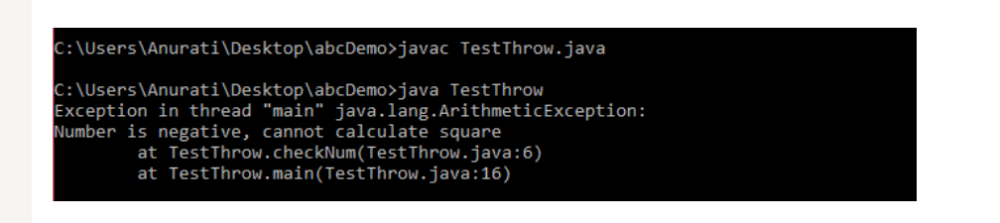 C:\Users\Anurati\Desktop\abcDemo>javac TestThrow.java
C:\Users\Anurati\Desktop\abcDemo>java TestThrow
Exception in thread "main" java.lang.ArithmeticException:
Number is negative, cannot calculate square
        at TestThrow.checkNum(TestThrow.java:6)
        at TestThrow.main(TestThrow.java:16)